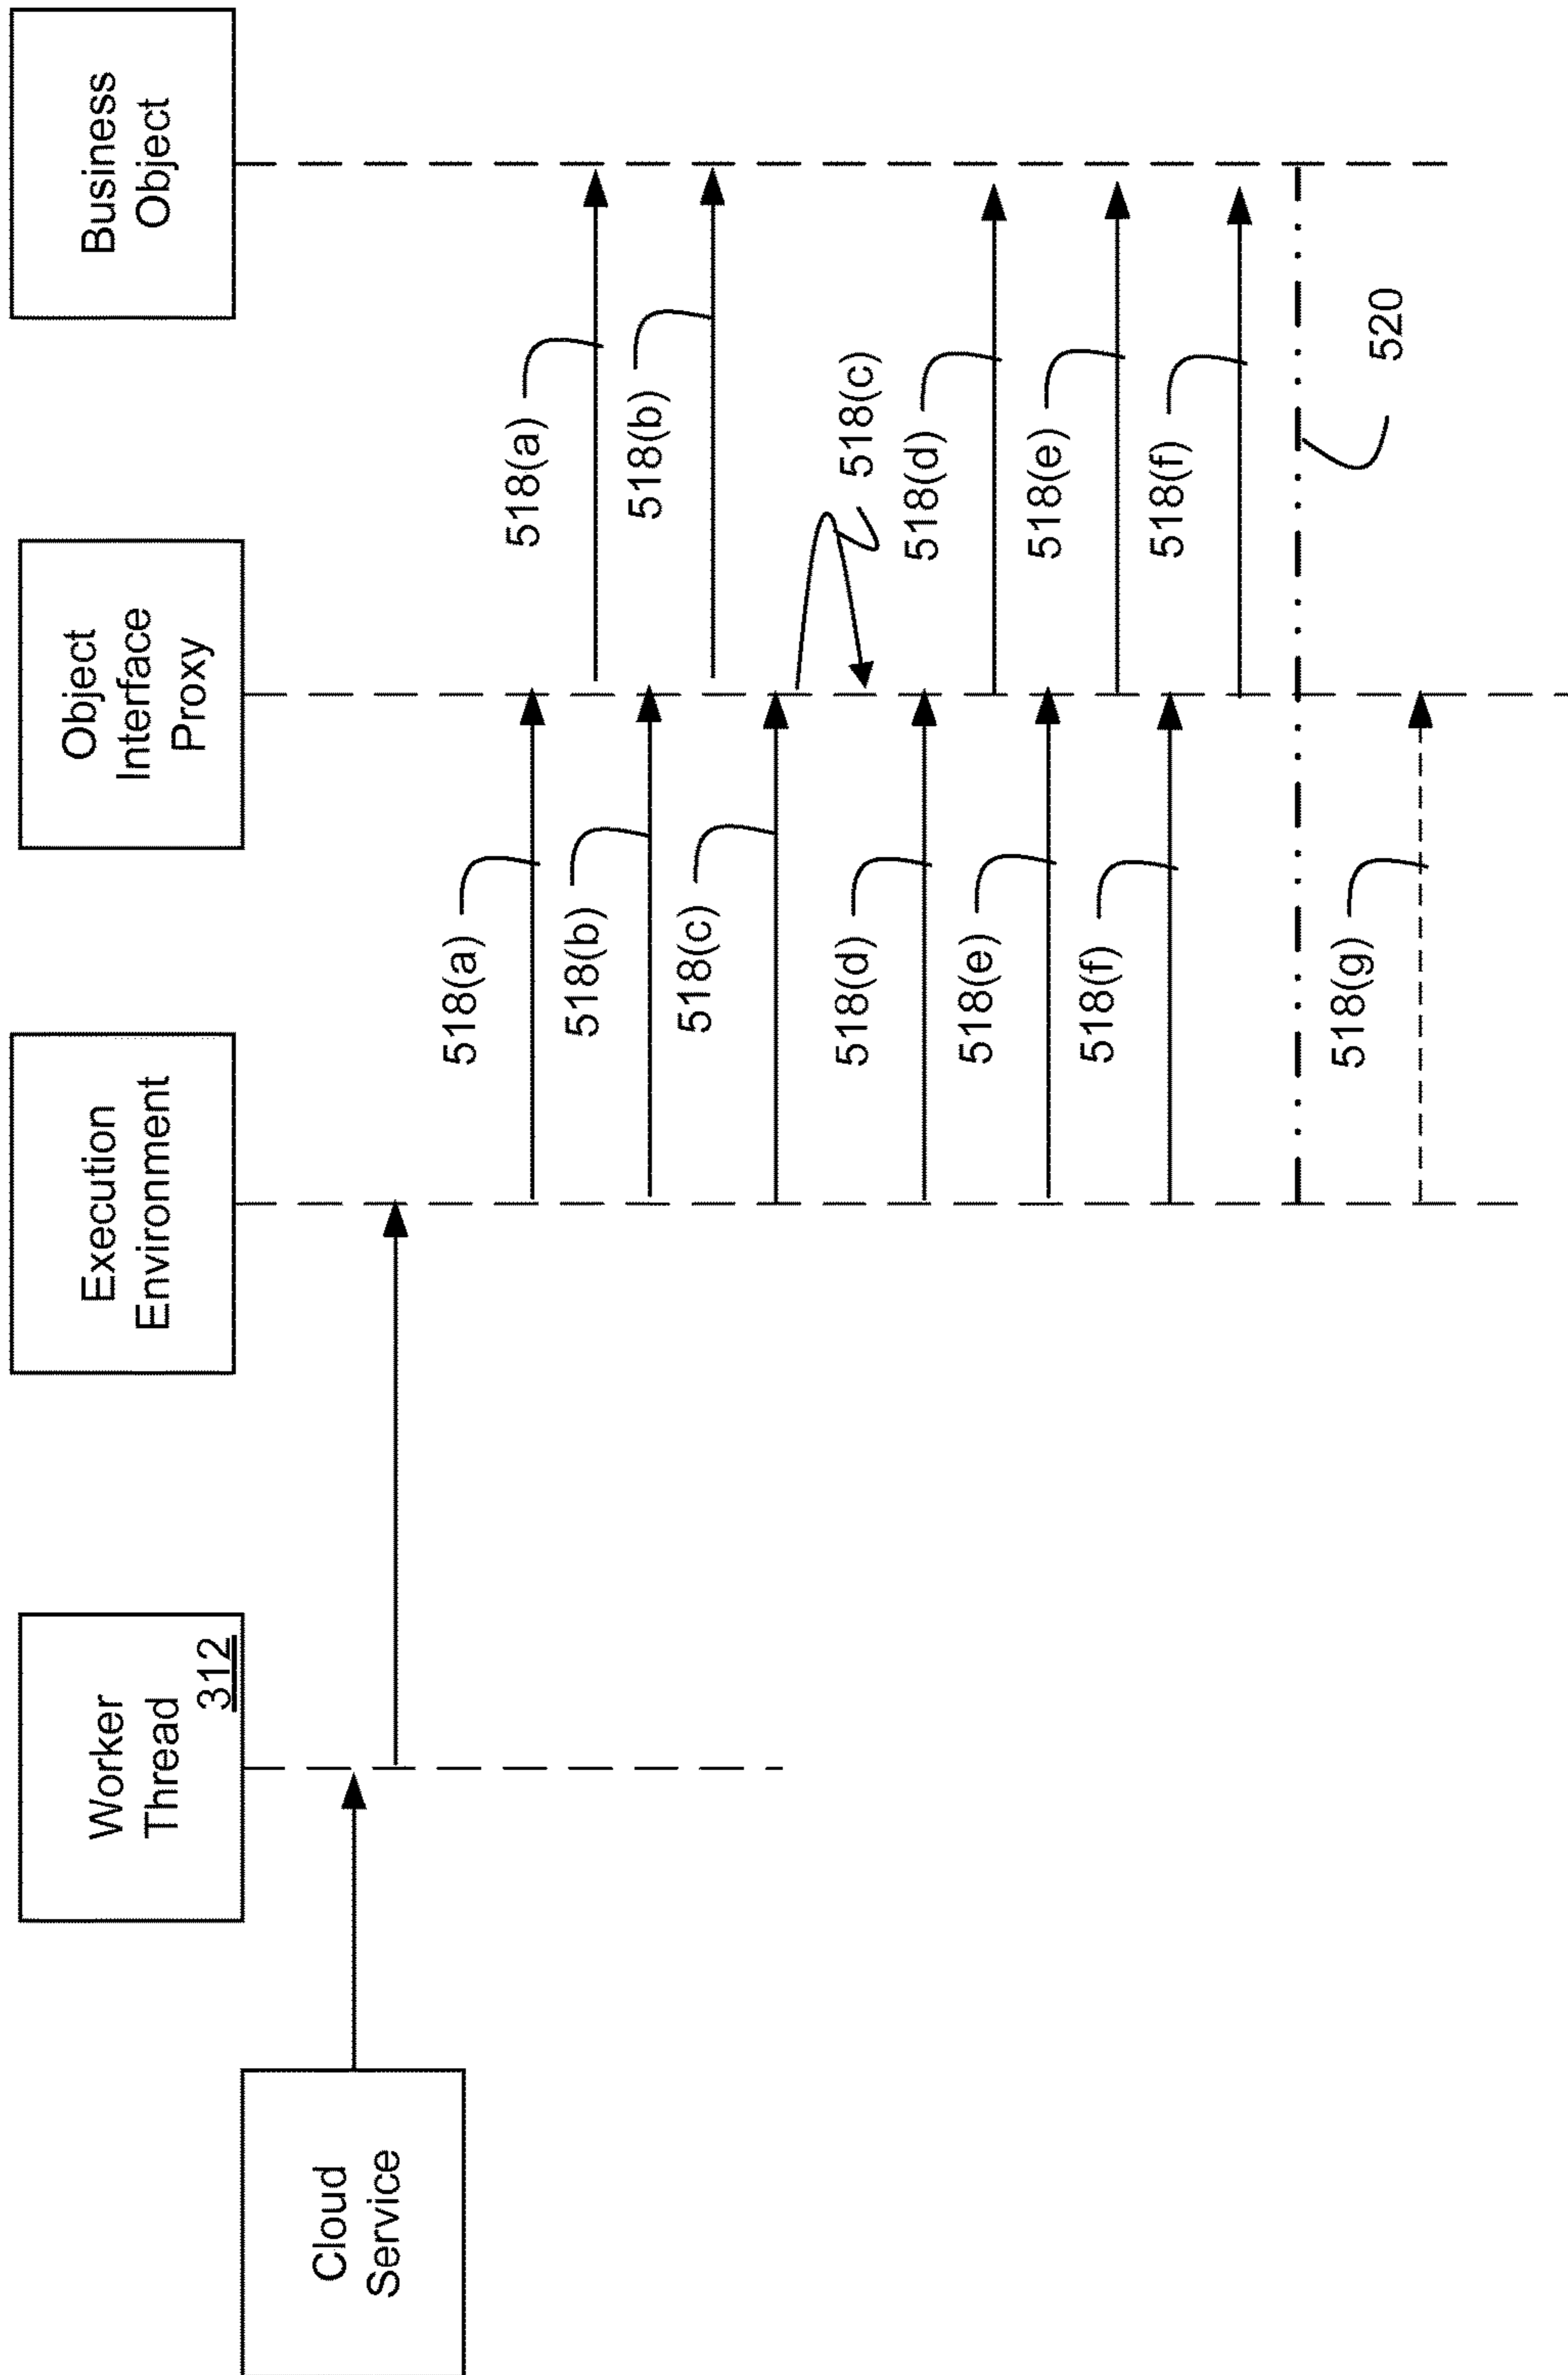 Cloud
Service
Worker
Thread
312
Execution
Environment
Object
Interface
Proxy
Business
Object
518(a)
518(a)
518(b)
518(b)
518(c)
518(c)
518(d)
518(d)
518(e)
518(e)
518(f)
518(f)
520
518(g)